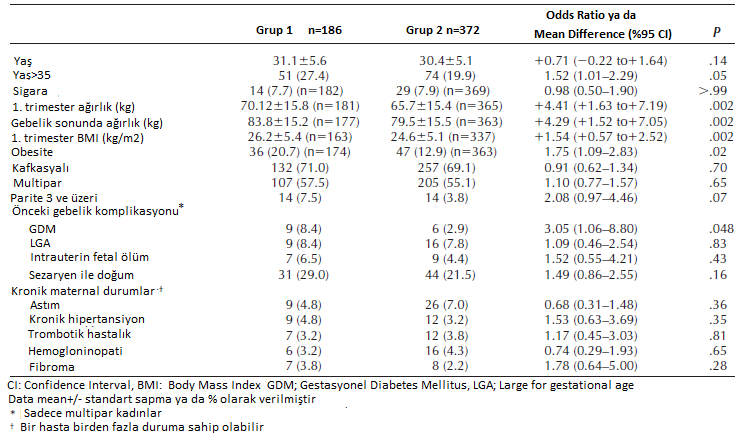 Grup 1 n=186 Grup 2 n=372 Odds Ratio ya da Mean Difference (%95 CI) P
Yaş 31.1±5.6 30.4±5.1 +0.71 (−0.22 to+1.64) .14
Yas>35 51 (27.4) 74 (19.9) 1.52 1.01–2.29) .05
Sigara 14 (7.7) (n=182) 29 (7.9) (n=369) 0.98 (0.50–1.90) >.99
1. trimester ağırlık (kg) 70.12±15.8 (n=181) 65.7±15.4 (n=365) +4.41 (+1.63 to+7.19) .002
Gebelik sonunda ağırlık (kg) 83.8±15.2 (n=177) 79.5±15.5 (n=363) +4.29 (+1.52 to+7.05) .002
1. trimester BMI (kg/m2) 26.2±5.4 (n=163) 24.6±5.1 (n=337) +1.54 (+0.57 to+2.52) .002
Obesite 36 (20.7) (n=174) 47 (12.9) (n=363) 1.75 (1.09–2.83) .02
Kafkasyalı 132 (71.0) 257 (69.1) 0.91 (0.62–1.34) .70
Multipar 107 (57.5) 205 (55.1) 1.10 (0.77–1.57) .65
Parite 3 ve üzeri 14 (7.5) 14 (3.8) 2.08 (0.97–4.46) .07
Önceki gebelik komplikasyonu*
GDM 9 (8.4) 6 (2.9) 3.05 (1.06–8.80) .048
LGA 9 (8.4) 16 (7.8) 1.09 (0.46–2.54) .83
Intrauterin fetal ölüm 7 (6.5) 9 (4.4) 1.52 (0.55–4.21) .43
Sezaryen ile doğum 31 (29.0) 44 (21.5) 1.49 (0.86–2.55) .16
Kronik maternal durumlar †
Astım 9 (4.8) 26 (7.0) 0.68 (0.31–1.48) .36
Kronik hipertansiyon 9 (4.8) 12 (3.2) 1.53 (0.63–3.69) .35
Trombotik hastalık 7 (3.2) 12 (3.8) 1.17 (0.45–3.03) .81
Hemogloninopati 6 (3.2) 16 (4.3) 0.74 (0.29–1.93) .65
Fibroma 7 (3.8) 8 (2.2) 1.78 (0.64–5.00) .28
CI: Confidence Interval, BMI: Body Mass Index GDM; Gestasyonel Diabetes Mellitus, LGA; Large for gestational age
Data mean+/- standart sapma ya da % olarak verilmiştir
* Sadece multipar kadınlar
† Bir hasta birden fazla duruma sahip olabilir